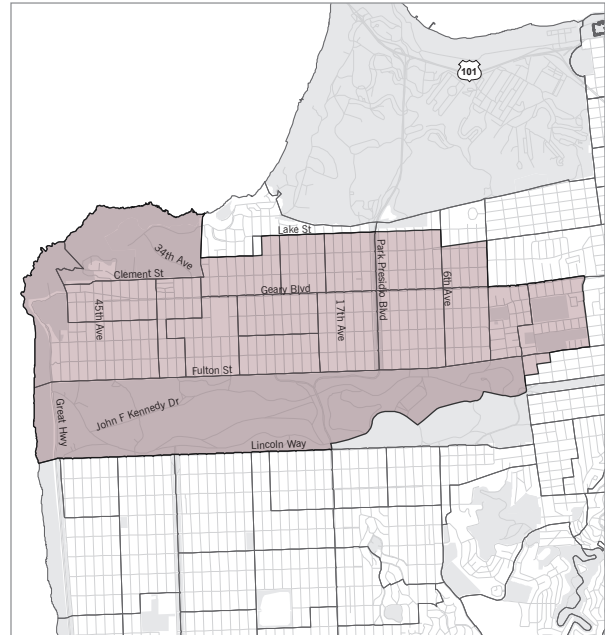 101
Lake St
34th Ave
Clement St
Park Presidio Blvd
6th Ave
Geary Blvd
45th Ave
17th Ave
Fulton St
John F Kennedy Dr
Great Hwy
Lincoln Way